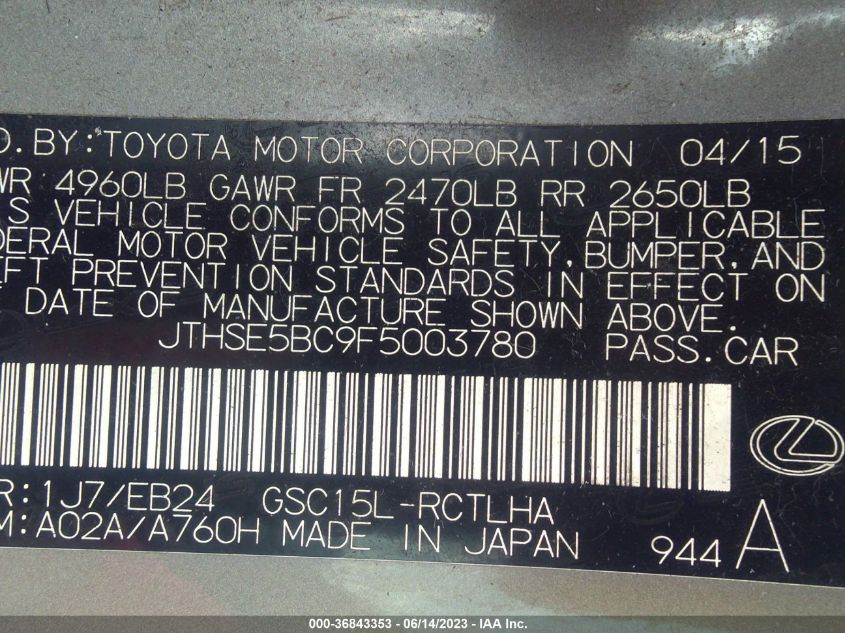 D. BY: TOYOTA MOTOR CORPORATION 04/15
WR: 4960LB GAWR FR 2470LB RR 2650LB
S VEHICLE CONFORMS TO ALL APPLICABLE
DERAL MOTOR VEHICLE SAFETY, BUMPER, AND
EFT PREVENTION STANDARDS IN EFFECT ON
DATE OF MANUFACTURE SHOWN ABOVE.
JTHSE5BC9F5003780 PASS.CAR
R: 1J7/EB24 GSC15L-RCTLHA
M: A02A/A760H MADE IN JAPAN 944 A
000-36843353 / 06/14/2023 - IAA Inc.